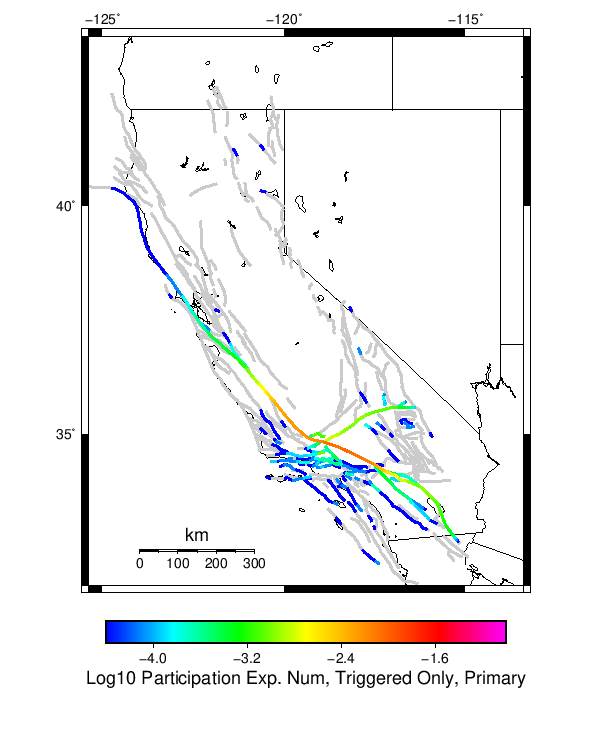 −125° −120° −115°
40°
35°
km
0 100 200 300
−4.0 −3.2 −2.4 −1.6
Log10 Participation Exp. Num, Triggered Only, Primary